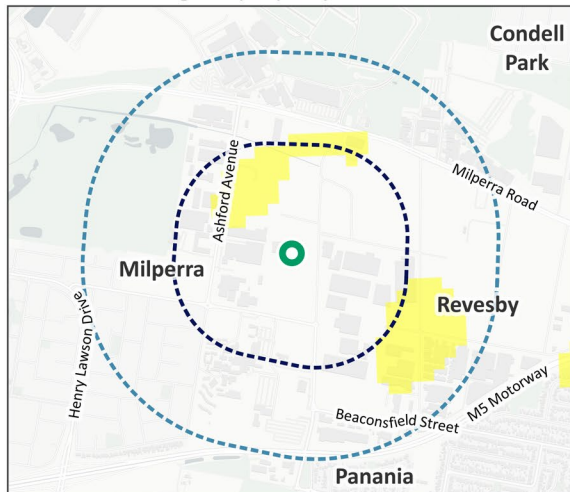 Condell
Park
Ashford Avenue
Milperra Road
Milperra
Revesby
Henry Lawson Drive
M5 Motorway
Beaconsfield Street
Panania